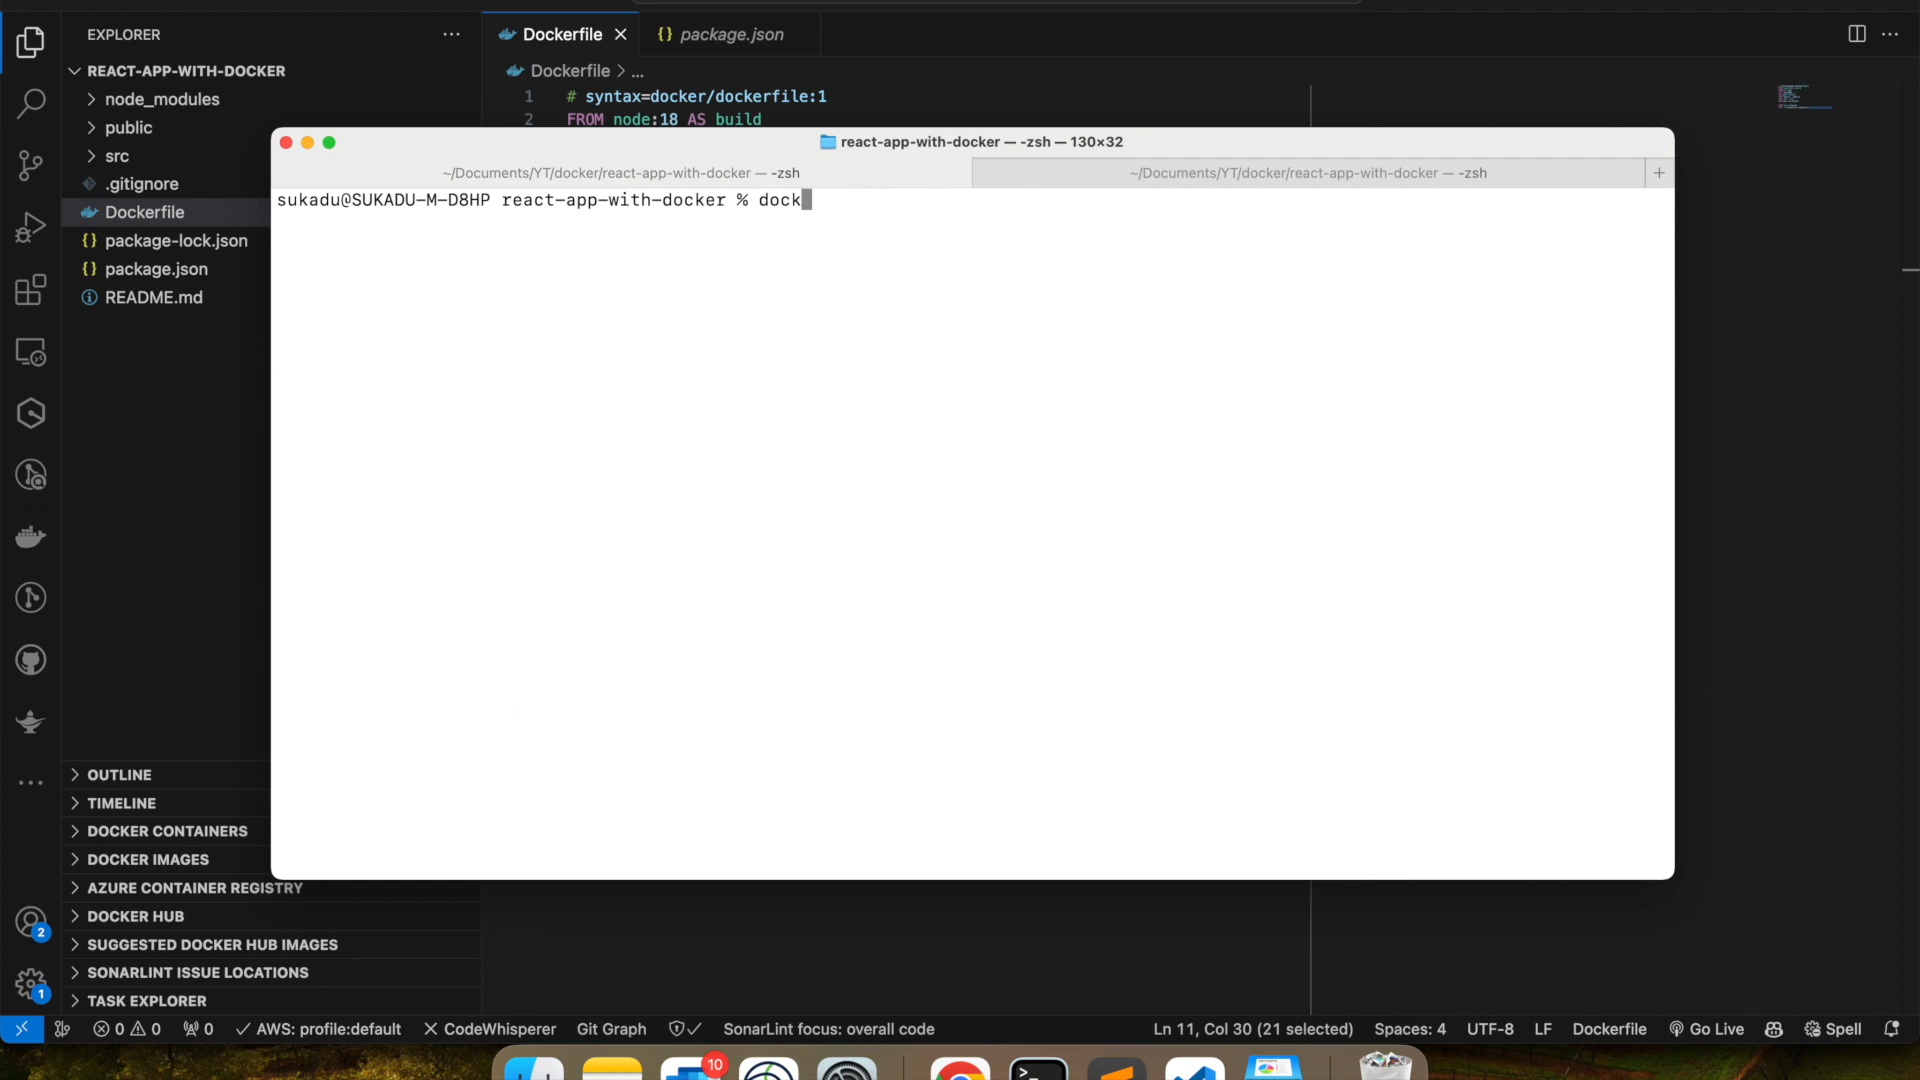 EXPLORER
Dockerfile
package.json
REACT-APP-WITH-DOCKER
Dockerfile > ...
node_modules
1 # syntax=docker/dockerfile:1
public
2 FROM node:18 AS build
react-app-with-docker — -zsh — 130×32
src
~/Documents/YT/docker/react-app-with-docker — -zsh
~/Documents/YT/docker/react-app-with-docker — -zsh
+
.gitignore
sukadu@SUKADU-M-D8HP react-app-with-docker % dock
Dockerfile
package-lock.json
package.json
README.md
OUTLINE
TIMELINE
DOCKER CONTAINERS
DOCKER IMAGES
AZURE CONTAINER REGISTRY
DOCKER HUB
2
SUGGESTED DOCKER HUB IMAGES
SONARLINT ISSUE LOCATIONS
1
TASK EXPLORER
0 0 0 AWS: profile:default CodeWhisperer Git Graph SonarLint focus: overall code Ln 11, Col 30 (21 selected) Spaces: 4 UTF-8 LF Dockerfile Go Live Spell
10